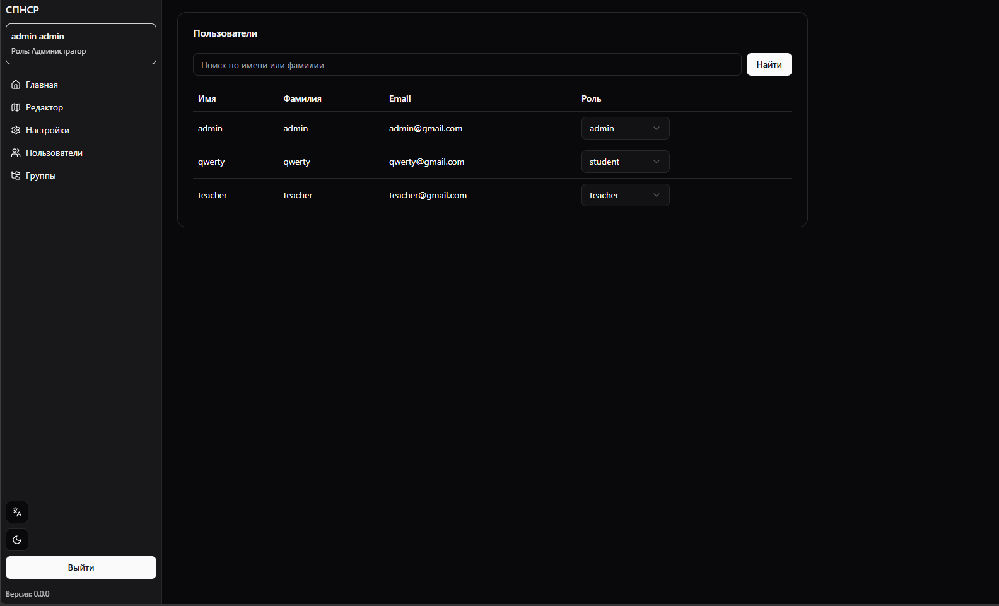 СПНСР
admin admin
Роль: Администратор
Главная
Редактор
Настройки
Пользователи
Группы
Выйти
Версия: 0.0.0
Пользователи
Поиск по имени или фамилии
Найти
Имя Фамилия Email Роль
admin admin admin@gmail.com admin
qwerty qwerty qwerty@gmail.com student
teacher teacher teacher@gmail.com teacher